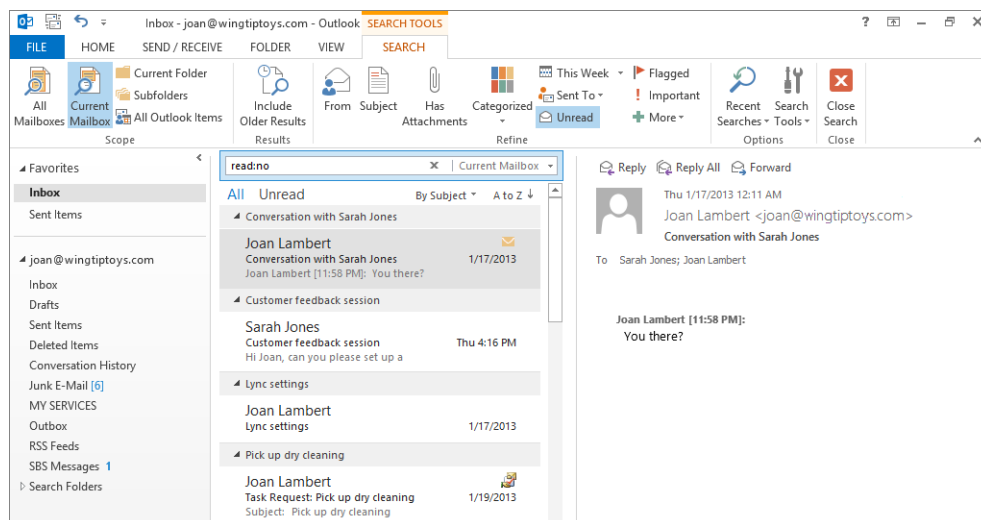 Inbox - joan@wingtiptoys.com - Outlook SEARCH TOOLS ?
FILE HOME SEND / RECEIVE FOLDER VIEW SEARCH
All Mailboxes
Current Mailbox
Current Folder
Subfolders
All Outlook Items
Scope
Include Older Results
Results
From
Subject
Has Attachments
Categorized
This Week
Sent To
Unread
Flagged
Important
More
Refine
Recent Searches
Search Tools
Options
Close Search
Close
Favorites
Inbox
Sent Items
joan@wingtiptoys.com
Inbox
Drafts
Sent Items
Deleted Items
Conversation History
Junk E-Mail [6]
MY SERVICES
Outbox
RSS Feeds
SBS Messages 1
Search Folders
read:no Current Mailbox
All Unread By Subject A to Z
Conversation with Sarah Jones
Joan Lambert
Conversation with Sarah Jones 1/17/2013
Joan Lambert [11:58 PM]: You there?
Customer feedback session
Sarah Jones
Customer feedback session Thu 4:16 PM
Hi Joan, can you please set up a
Lync settings
Joan Lambert
Lync settings 1/17/2013
Pick up dry cleaning
Joan Lambert
Task Request: Pick up dry cleaning 1/19/2013
Subject: Pick up dry cleaning
Reply Reply All Forward
Thu 1/17/2013 12:11 AM
Joan Lambert <joan@wingtiptoys.com>
Conversation with Sarah Jones
To Sarah Jones; Joan Lambert
Joan Lambert [11:58 PM]:
You there?